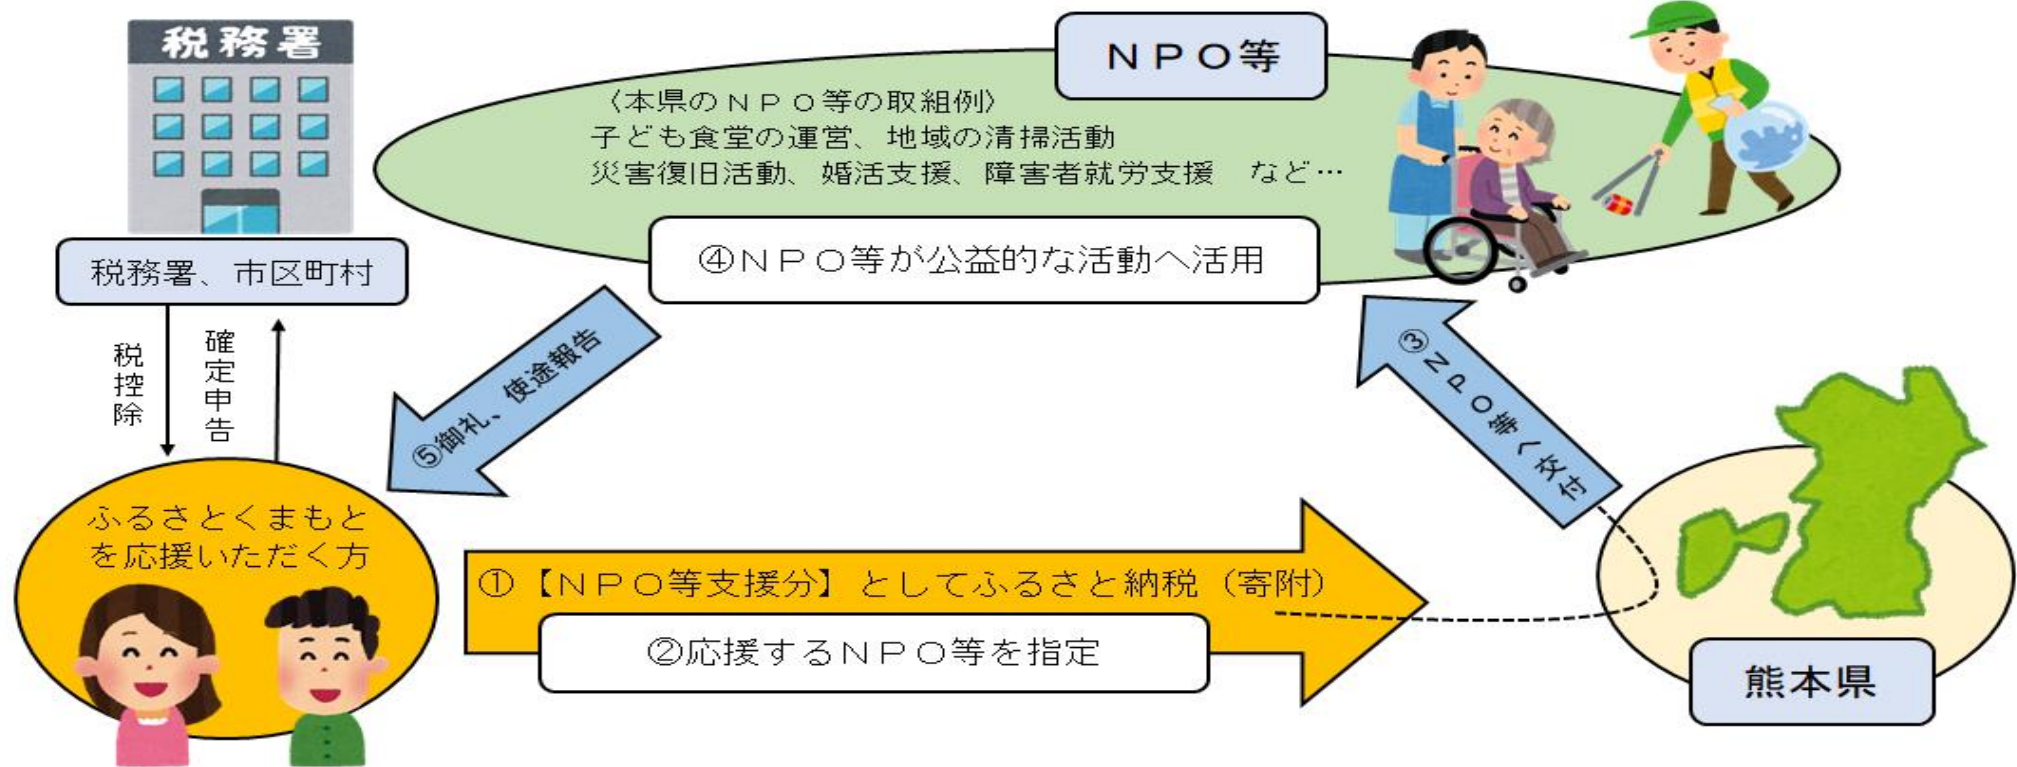 税務署
ＮＰＯ等
〈本県のＮＰＯ等の取組例〉
子ども食堂の運営、地域の清掃活動
災害復旧活動、婚活支援、障害者就労支援　など…
④ＮＰＯ等が公益的な活動へ活用
税務署、市区町村
税控除
確定申告
⑤御礼、使途報告
③ＮＰＯ等へ交付
ふるさとくまもと
を応援いただく方
①【ＮＰＯ等支援分】としてふるさと納税（寄附）
②応援するＮＰＯ等を指定
熊本県